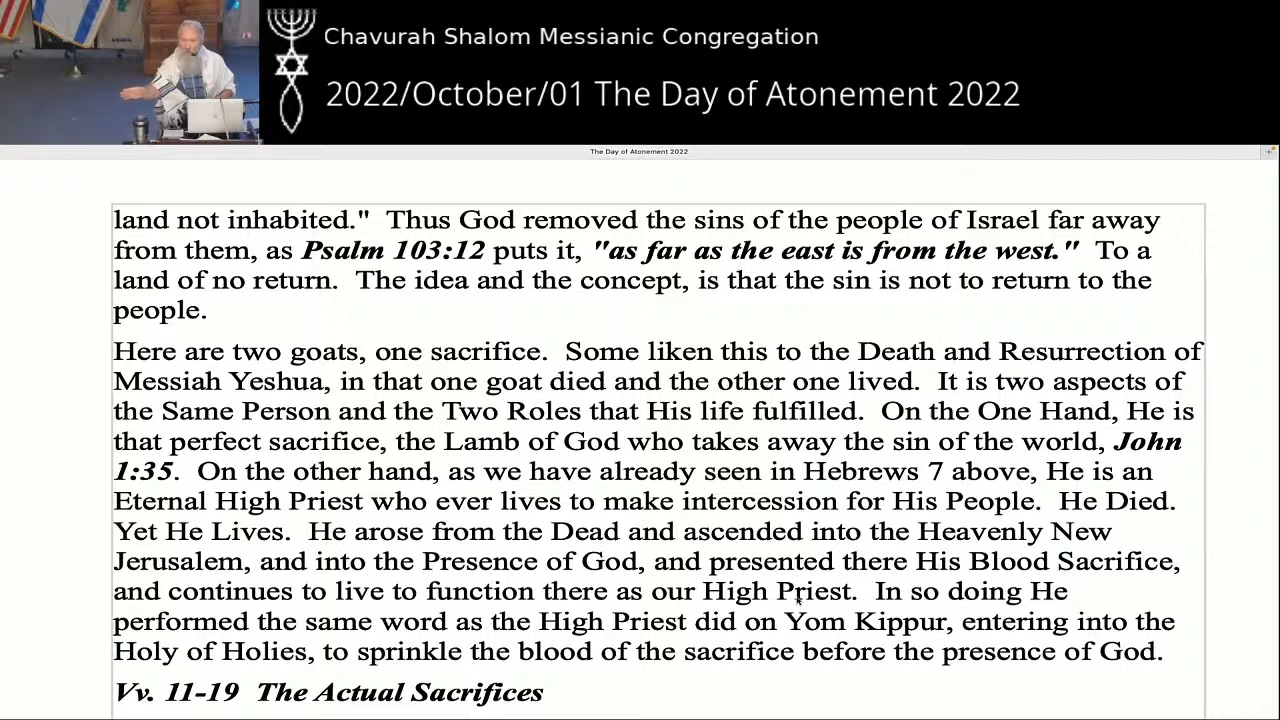 Chavurah Shalom Messianic Congregation
2022/October/01 The Day of Atonement 2022
The Day of Atonement 2022
land not inhabited."  Thus God removed the sins of the people of Israel far away
from them, as Psalm 103:12 puts it, "as far as the east is from the west."  To a
land of no return.  The idea and the concept, is that the sin is not to return to the
people.
Here are two goats, one sacrifice.  Some liken this to the Death and Resurrection of
Messiah Yeshua, in that one goat died and the other one lived.  It is two aspects of
the Same Person and the Two Roles that His life fulfilled.  On the One Hand, He is
that perfect sacrifice, the Lamb of God who takes away the sin of the world, John
1:35.  On the other hand, as we have already seen in Hebrews 7 above, He is an
Eternal High Priest who ever lives to make intercession for His People.  He Died.
Yet He Lives.  He arose from the Dead and ascended into the Heavenly New
Jerusalem, and into the Presence of God, and presented there His Blood Sacrifice,
and continues to live to function there as our High Priest.  In so doing He
performed the same word as the High Priest did on Yom Kippur, entering into the
Holy of Holies, to sprinkle the blood of the sacrifice before the presence of God.
Vv. 11-19  The Actual Sacrifices